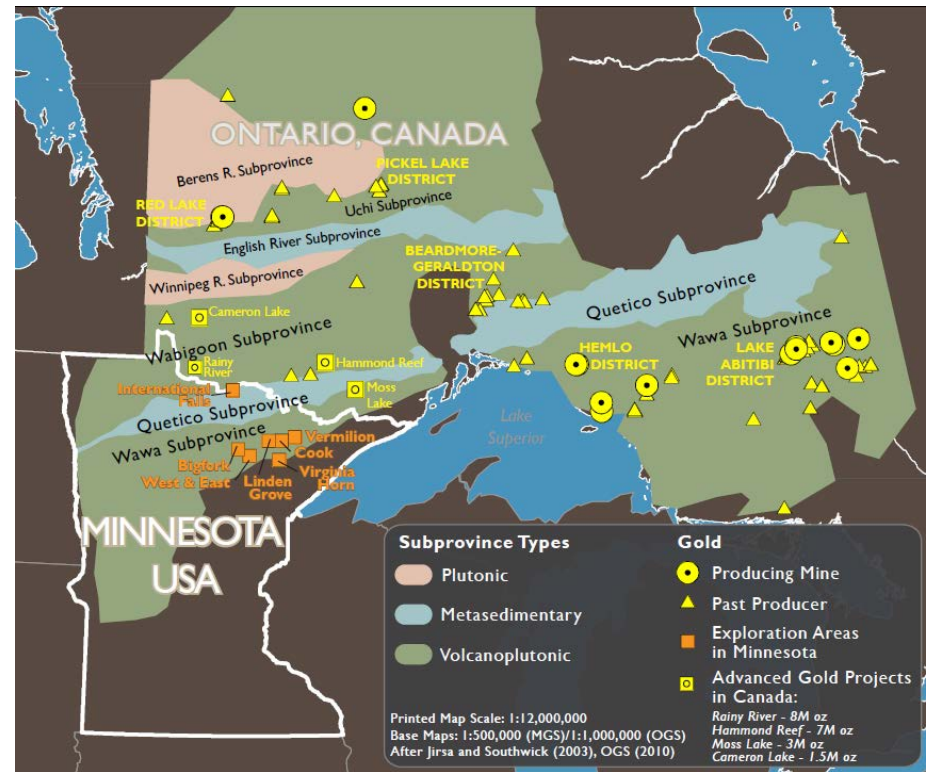 ONTARIO, CANADA
Berens R. Subprovince
PICKEL LAKE
DISTRICT
RED LAKE
DISTRICT
Uchi Subprovince
English River Subprovince
BEARDMORE-
GERALDTON
DISTRICT
Winnipeg R. Subprovince
Quetico Subprovince
Cameron Lake
Wabigoon Subprovince
Wawa Subprovince
Rainy
River
Hammond Reef
HEMLO
DISTRICT
LAKE
ABITIBI
DISTRICT
International
Falls
Moss
Lake
Quetico Subprovince
Lake
Superior
Wawa Subprovince
Vermilion
Cook
Bigfork
West & East
Linden
Grove
Virginia
Horn
MINNESOTA
USA
Subprovince Types
Plutonic
Metasedimentary
Volcanoplutonic
Printed Map Scale: 1:12,000,000
Base Maps: 1:500,000 (MGS)/1:1,000,000 (OGS)
After Jirsa and Southwick (2003), OGS (2010)
Gold
Producing Mine
Past Producer
Exploration Areas
in Minnesota
Advanced Gold Projects
in Canada:
Rainy River - 8M oz
Hammond Reef - 7M oz
Moss Lake - 3M oz
Cameron Lake - 1.5M oz